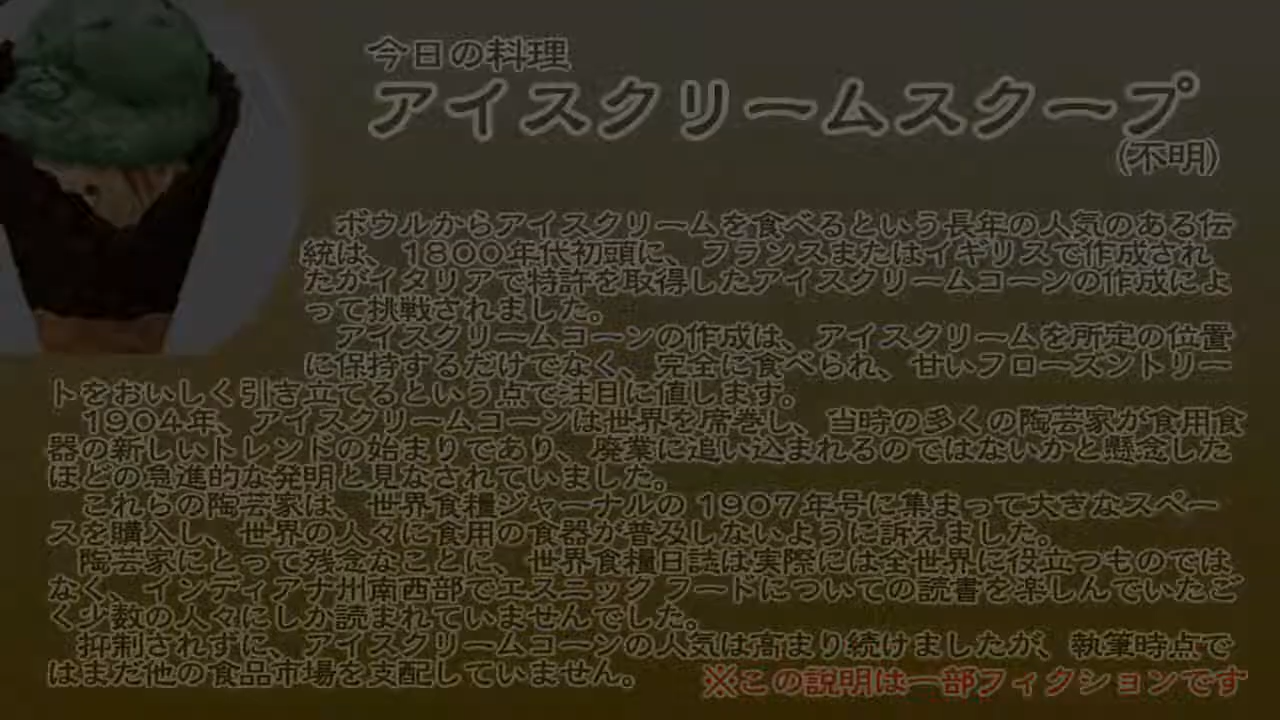 今日の料理
アイスクリームスクープ
(不明)
ボウルからアイスクリームを食べるという長年の人気のある伝
統は、1800年代初頭に、フランスまたはイギリスで作成され
たがイタリアで特許を取得したアイスクリームコーンの作成によ
って挑戦されました。
アイスクリームコーンの作成は、アイスクリームを所定の位置
に保持するだけでなく、完全に食べられ、甘いフローズントリー
トをおいしく引き立てるという点で注目に値します。
1904年、アイスクリームコーンは世界を席巻し、当時の多くの陶芸家が食用食
器の新しいトレンドの始まりであり、廃業に追い込まれるのではないかと懸念した
ほどの急進的な発明と見なされていました。
これらの陶芸家は、世界食糧ジャーナルの 1907年号に集まって大きなスペー
スを購入し、世界の人々に食用の食器が普及しないように訴えました。
陶芸家にとって残念なことに、世界食糧日誌は実際には全世界に役立つものでは
なく、インディアナ州南西部でエスニックフードについての読書を楽しんでいたご
く少数の人々にしか読まれていませんでした。
抑制されずに、アイスクリームコーンの人気は高まり続けましたが、執筆時点で
はまだ他の食品市場を支配していません。
※この説明は一部フィクションです